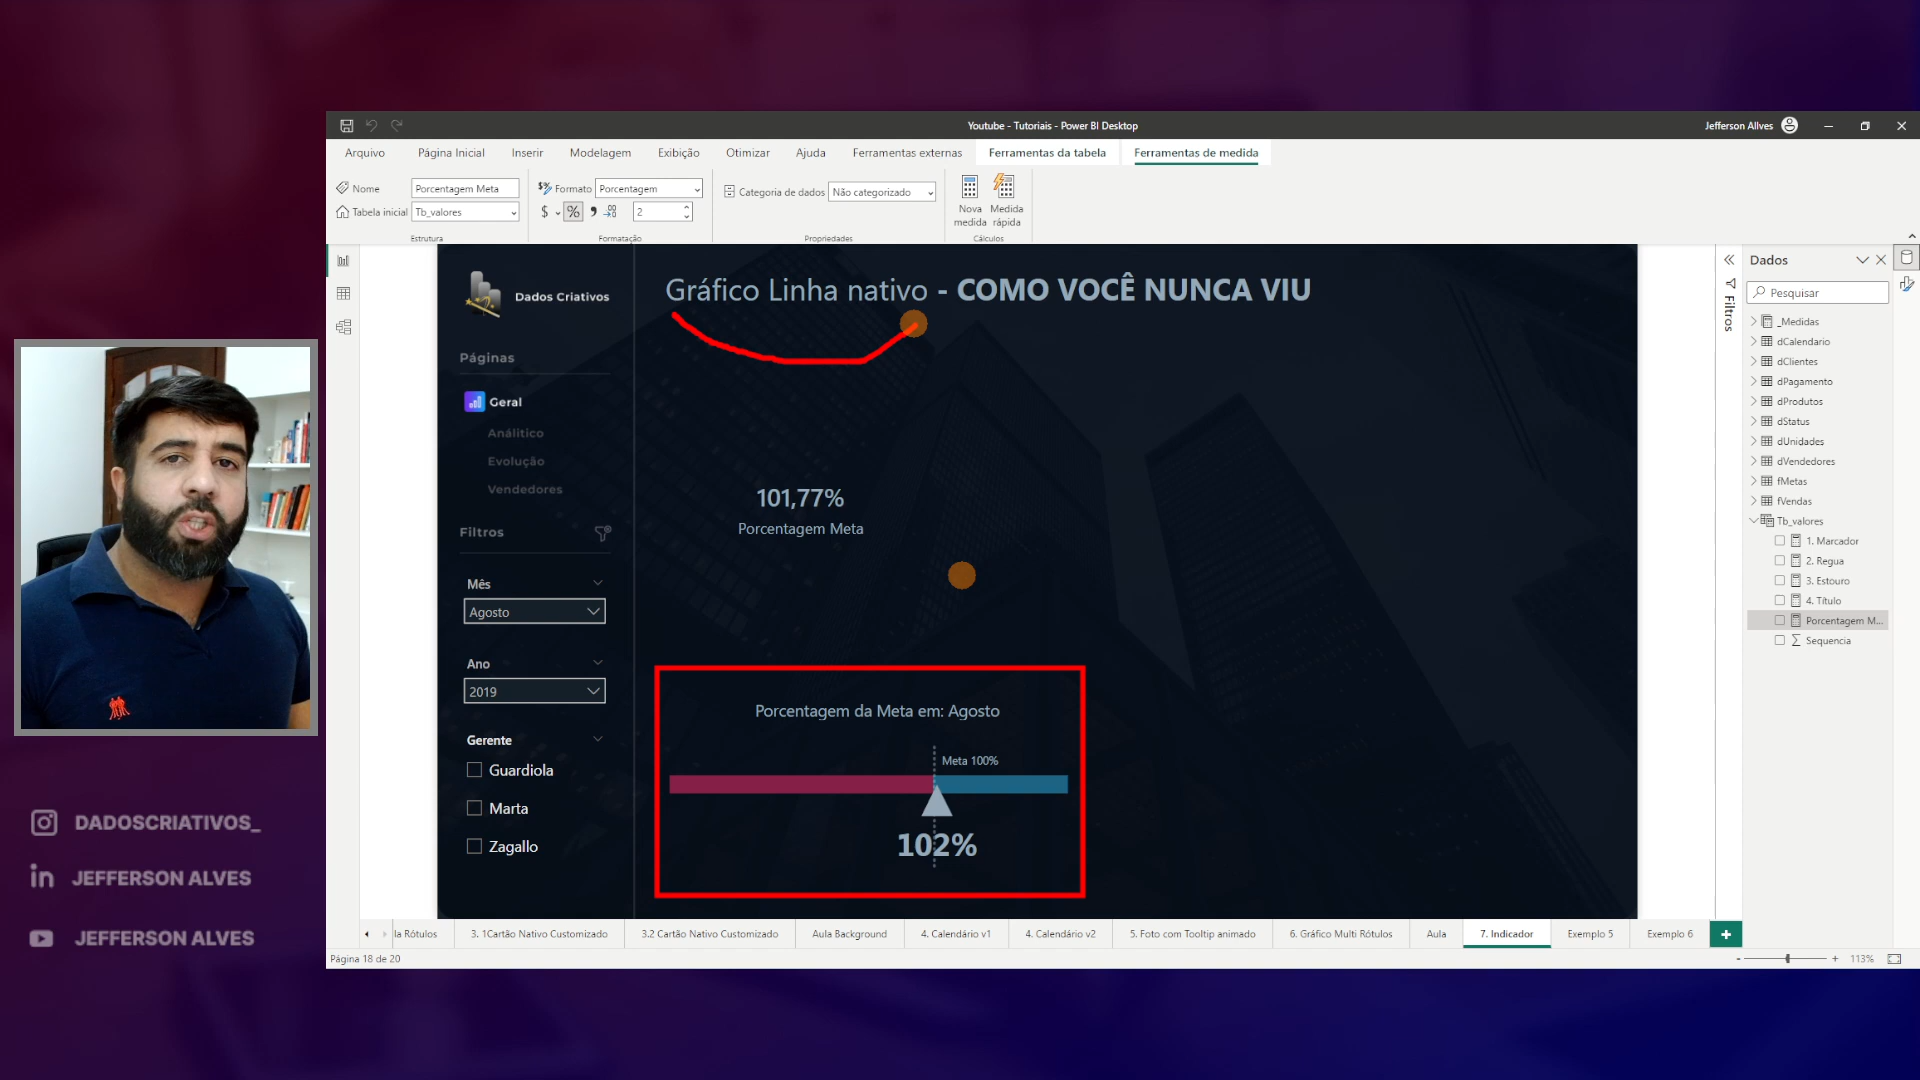 Youtube - Tutoriais - Power BI Desktop
Jefferson Allves
Arquivo
Página Inicial
Inserir
Modelagem
Exibição
Otimizar
Ajuda
Ferramentas externas
Ferramentas da tabela
Ferramentas de medida
Nome
Porcentagem Meta
Tabela inicial
Tb_valores
Estrutura
Formato
Porcentagem
$
%
2
Formatação
Categoria de dados
Não categorizado
Propriedades
Nova medida
Medida rápida
Cálculos
Dados Criativos
Páginas
Geral
Análitico
Evolução
Vendedores
Filtros
Mês
Agosto
Ano
2019
Gerente
Guardiola
Marta
Zagallo
Gráfico Linha nativo - COMO VOCÊ NUNCA VIU
101,77%
Porcentagem Meta
Porcentagem da Meta em: Agosto
Meta 100%
102%
Filtros
Dados
Pesquisar
_Medidas
dCalendario
dClientes
dPagamento
dProdutos
dStatus
dUnidades
dVendedores
fMetas
fVendas
Tb_valores
1. Marcador
2. Regua
3. Estouro
4. Título
Porcentagem M...
Sequencia
la Rótulos
3. 1Cartão Nativo Customizado
3.2 Cartão Nativo Customizado
Aula Background
4. Calendário v1
4. Calendário v2
5. Foto com Tooltip animado
6. Gráfico Multi Rótulos
Aula
7. Indicador
Exemplo 5
Exemplo 6
Página 18 de 20
113%
DADOSCRIATIVOS_
JEFFERSON ALVES
JEFFERSON ALVES